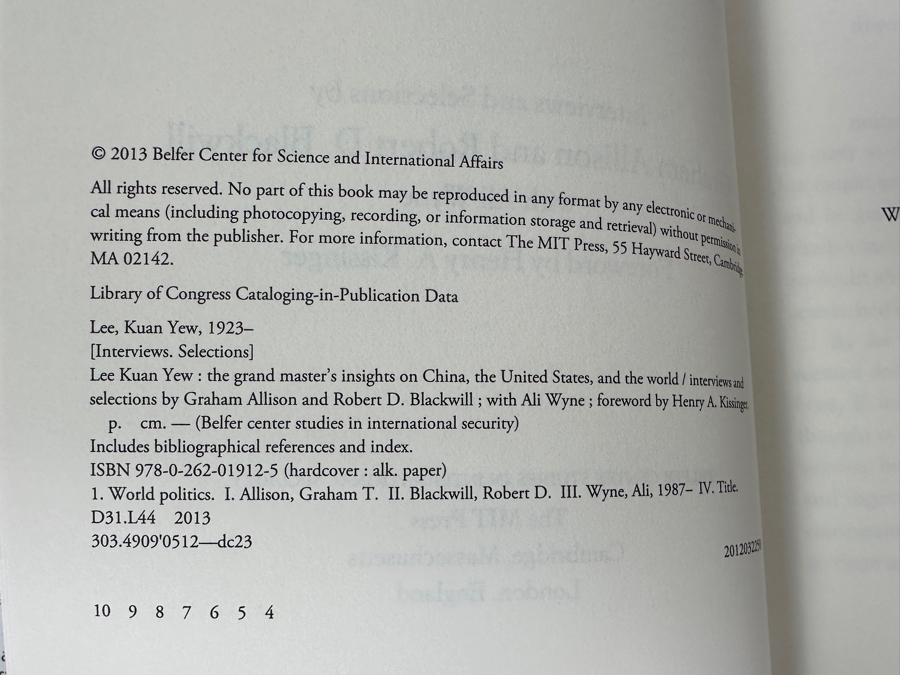 © 2013 Belfer Center for Science and International Affairs
All rights reserved. No part of this book may be reproduced in any format by any electronic or mechani-
cal means (including photocopying, recording, or information storage and retrieval) without permission in
writing from the publisher. For more information, contact The MIT Press, 55 Hayward Street, Cambridge,
MA 02142.
Library of Congress Cataloging-in-Publication Data
Lee, Kuan Yew, 1923–
[Interviews. Selections]
Lee Kuan Yew : the grand master's insights on China, the United States, and the world / interviews and
selections by Graham Allison and Robert D. Blackwill ; with Ali Wyne ; foreword by Henry A. Kissinger.
p. cm. — (Belfer center studies in international security)
Includes bibliographical references and index.
ISBN 978-0-262-01912-5 (hardcover : alk. paper)
1. World politics. I. Allison, Graham T. II. Blackwill, Robert D. III. Wyne, Ali, 1987– IV. Title.
D31.L44 2013
303.4909'0512—dc23
10 9 8 7 6 5 4